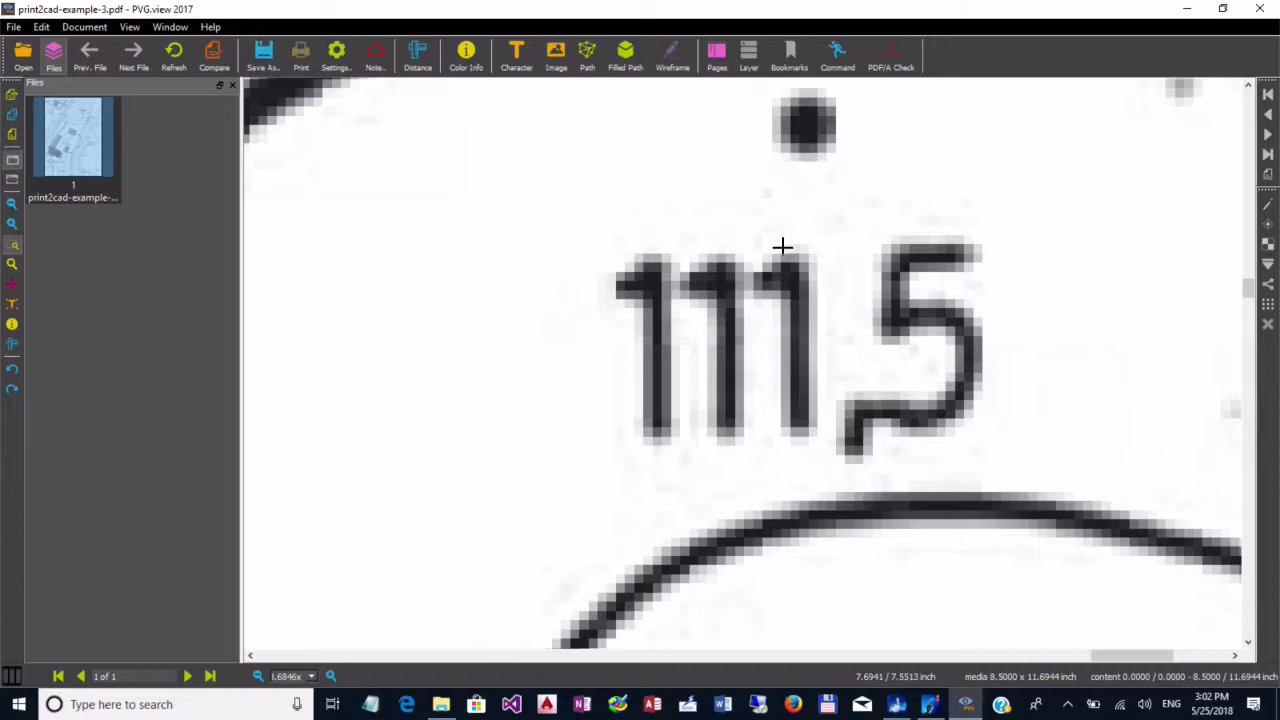 print2cad-example-3.pdf - PVG.view 2017
File Edit Document View Window Help
Open Files Prev. File Next File Refresh Compare Save As.. Print Settings.. Note.. Distance Color Info Character Image Path Filled Path Wireframe Pages Layer Bookmarks Command PDF/A Check
Files
1
print2cad-example-...
111 5
1 of 1 7.6941 / 7.5513 inch media 8.5000 x 11.6944 inch content 0.0000 / 0.0000 - 8.5000 / 11.6944 inch
Type here to search
ENG
3:02 PM
5/25/2018